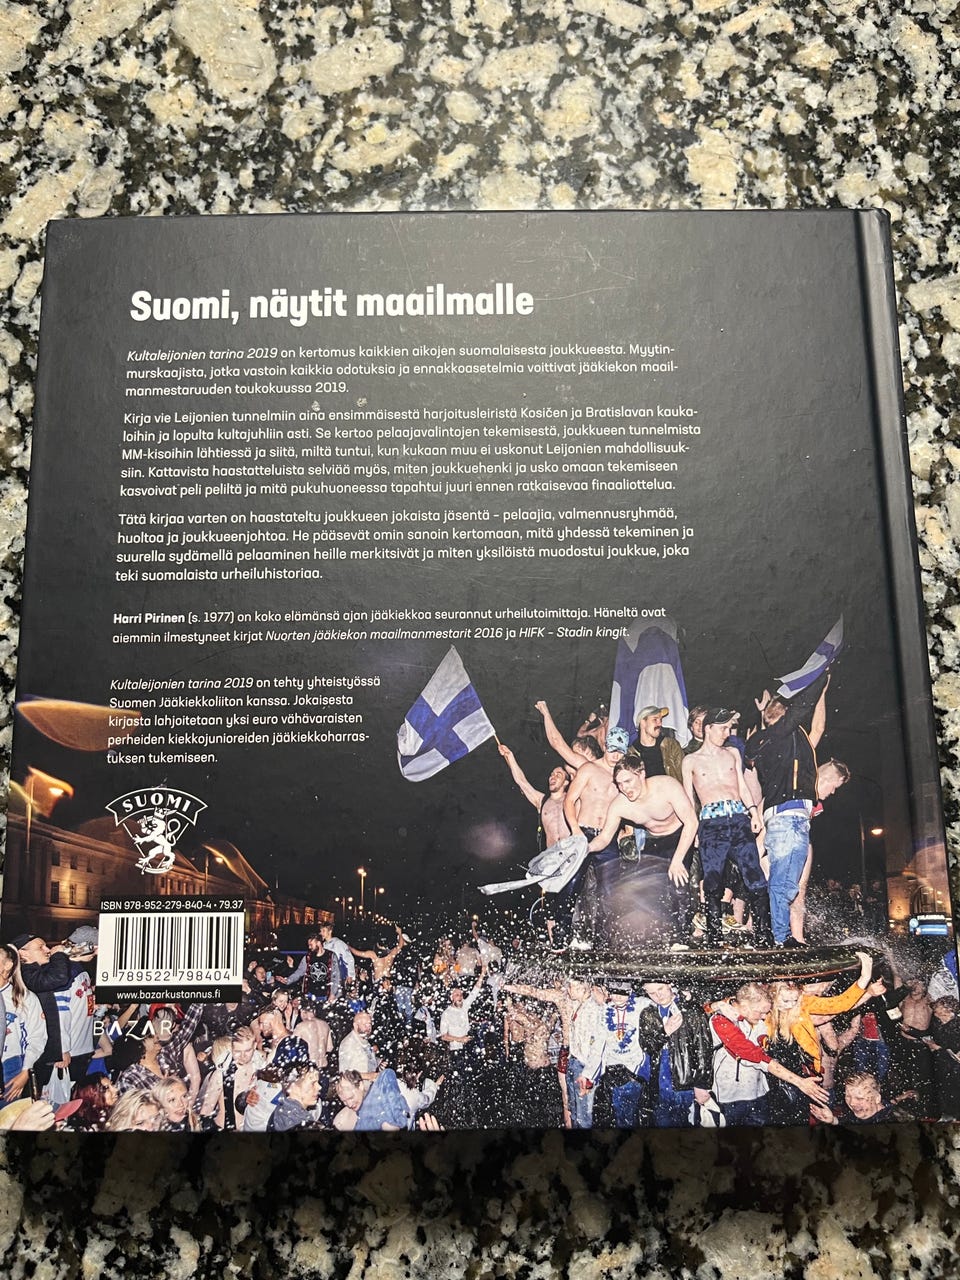 Suomi, näytit maailmalle
Kultaleijonien tarina 2019 on kertomus kaikkien aikojen suomalaisesta joukkueesta. Myytin-
murskaajista, jotka vastoin kaikkia odotuksia ja ennakkoasetelmia voittivat jääkiekon maail-
manmestaruuden toukokuussa 2019.
Kirja vie Leijonien tunnelmiin aina ensimmäisestä harjoitusleiristä Kosičen ja Bratislavan kauka-
loihin ja lopulta kultajuhliin asti. Se kertoo pelaajavalintojen tekemisestä, joukkueen tunnelmista
MM-kisoihin lähtiessä ja siitä, miltä tuntui, kun kukaan muu ei uskonut Leijonien mahdollisuuk-
siin. Kattavista haastatteluista selviää myös, miten joukkuehenki ja usko omaan tekemiseen
kasvoivat peli peliltä ja mitä pukuhuoneessa tapahtui juuri ennen ratkaisevaa finaaliottelua.
Tätä kirjaa varten on haastateltu joukkueen jokaista jäsentä – pelaajia, valmennusryhmää,
huoltoa ja joukkueenjohtoa. He pääsevät omin sanoin kertomaan, mitä yhdessä tekeminen ja
suurella sydämellä pelaaminen heille merkitsivät ja miten yksilöistä muodostui joukkue, joka
teki suomalaista urheiluhistoriaa.
Harri Pirinen (s. 1977) on koko elämänsä ajan jääkiekkoa seurannut urheilutoimittaja. Häneltä ovat
aiemmin ilmestyneet kirjat Nuorten jääkiekon maailmanmestarit 2016 ja HIFK – Stadin kingit.
Kultaleijonien tarina 2019 on tehty yhteistyössä
Suomen Jääkiekkoliiton kanssa. Jokaisesta
kirjasta lahjoitetaan yksi euro vähävaraisten
perheiden kiekkojunioreiden jääkiekkoharras-
tuksen tukemiseen.
SUOMI
ISBN 978-952-279-840-4 • 79.37
9 789522 798404
www.bazarkustannus.fi
BAZAR